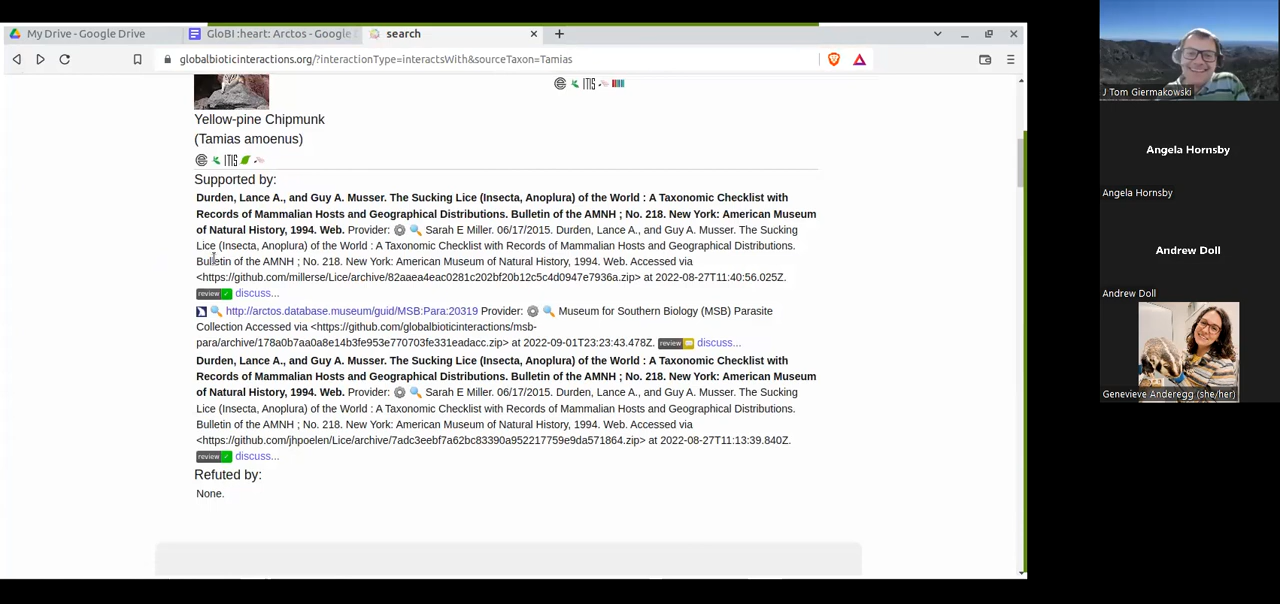 My Drive - Google Drive
GloBI :heart: Arctos - Google
search
globalbioticinteractions.org/?interactionType=interactsWith&sourceTaxon=Tamias
ITIS
Yellow-pine Chipmunk
(Tamias amoenus)
ITIS
Supported by:
Durden, Lance A., and Guy A. Musser. The Sucking Lice (Insecta, Anoplura) of the World : A Taxonomic Checklist with
Records of Mammalian Hosts and Geographical Distributions. Bulletin of the AMNH ; No. 218. New York: American Museum
of Natural History, 1994. Web. Provider: Sarah E Miller. 06/17/2015. Durden, Lance A., and Guy A. Musser. The Sucking
Lice (Insecta, Anoplura) of the World : A Taxonomic Checklist with Records of Mammalian Hosts and Geographical Distributions.
Bulletin of the AMNH ; No. 218. New York: American Museum of Natural History, 1994. Web. Accessed via
<https://github.com/millerse/Lice/archive/82aaea4eac0281c202bf20b12c5c4d0947e7936a.zip> at 2022-08-27T11:40:56.025Z.
review discuss...
http://arctos.database.museum/guid/MSB:Para:20319 Provider: Museum for Southern Biology (MSB) Parasite
Collection Accessed via <https://github.com/globalbioticinteractions/msb-
para/archive/178a0b7aa0a8e14b3fe953e770703fe331eadacc.zip> at 2022-09-01T23:23:43.478Z. review discuss...
Durden, Lance A., and Guy A. Musser. The Sucking Lice (Insecta, Anoplura) of the World : A Taxonomic Checklist with
Records of Mammalian Hosts and Geographical Distributions. Bulletin of the AMNH ; No. 218. New York: American Museum
of Natural History, 1994. Web. Provider: Sarah E Miller. 06/17/2015. Durden, Lance A., and Guy A. Musser. The Sucking
Lice (Insecta, Anoplura) of the World : A Taxonomic Checklist with Records of Mammalian Hosts and Geographical Distributions.
Bulletin of the AMNH ; No. 218. New York: American Museum of Natural History, 1994. Web. Accessed via
<https://github.com/jhpoelen/Lice/archive/7adc3eebf7a62bc83390a952217759e9da571864.zip> at 2022-08-27T11:13:39.840Z.
review discuss...
Refuted by:
None.
J Tom Giermakowski
Angela Hornsby
Angela Hornsby
Andrew Doll
Andrew Doll
Genevieve Anderegg (she/her)